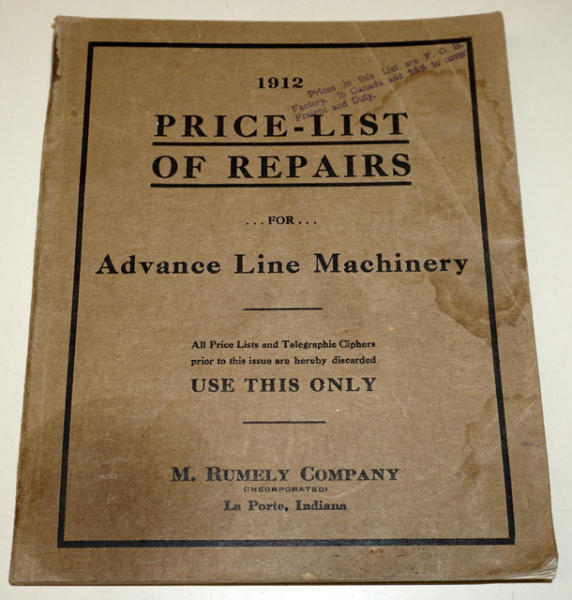 1912
Prices in this List are F. O. B.
Factory. In Canada add 25% to cover
Freight and Duty.
PRICE-LIST
OF REPAIRS
...FOR...
Advance Line Machinery
All Price Lists and Telegraphic Ciphers
prior to this issue are hereby discarded
USE THIS ONLY
M. RUMELY COMPANY
(INCORPORATED)
La Porte, Indiana